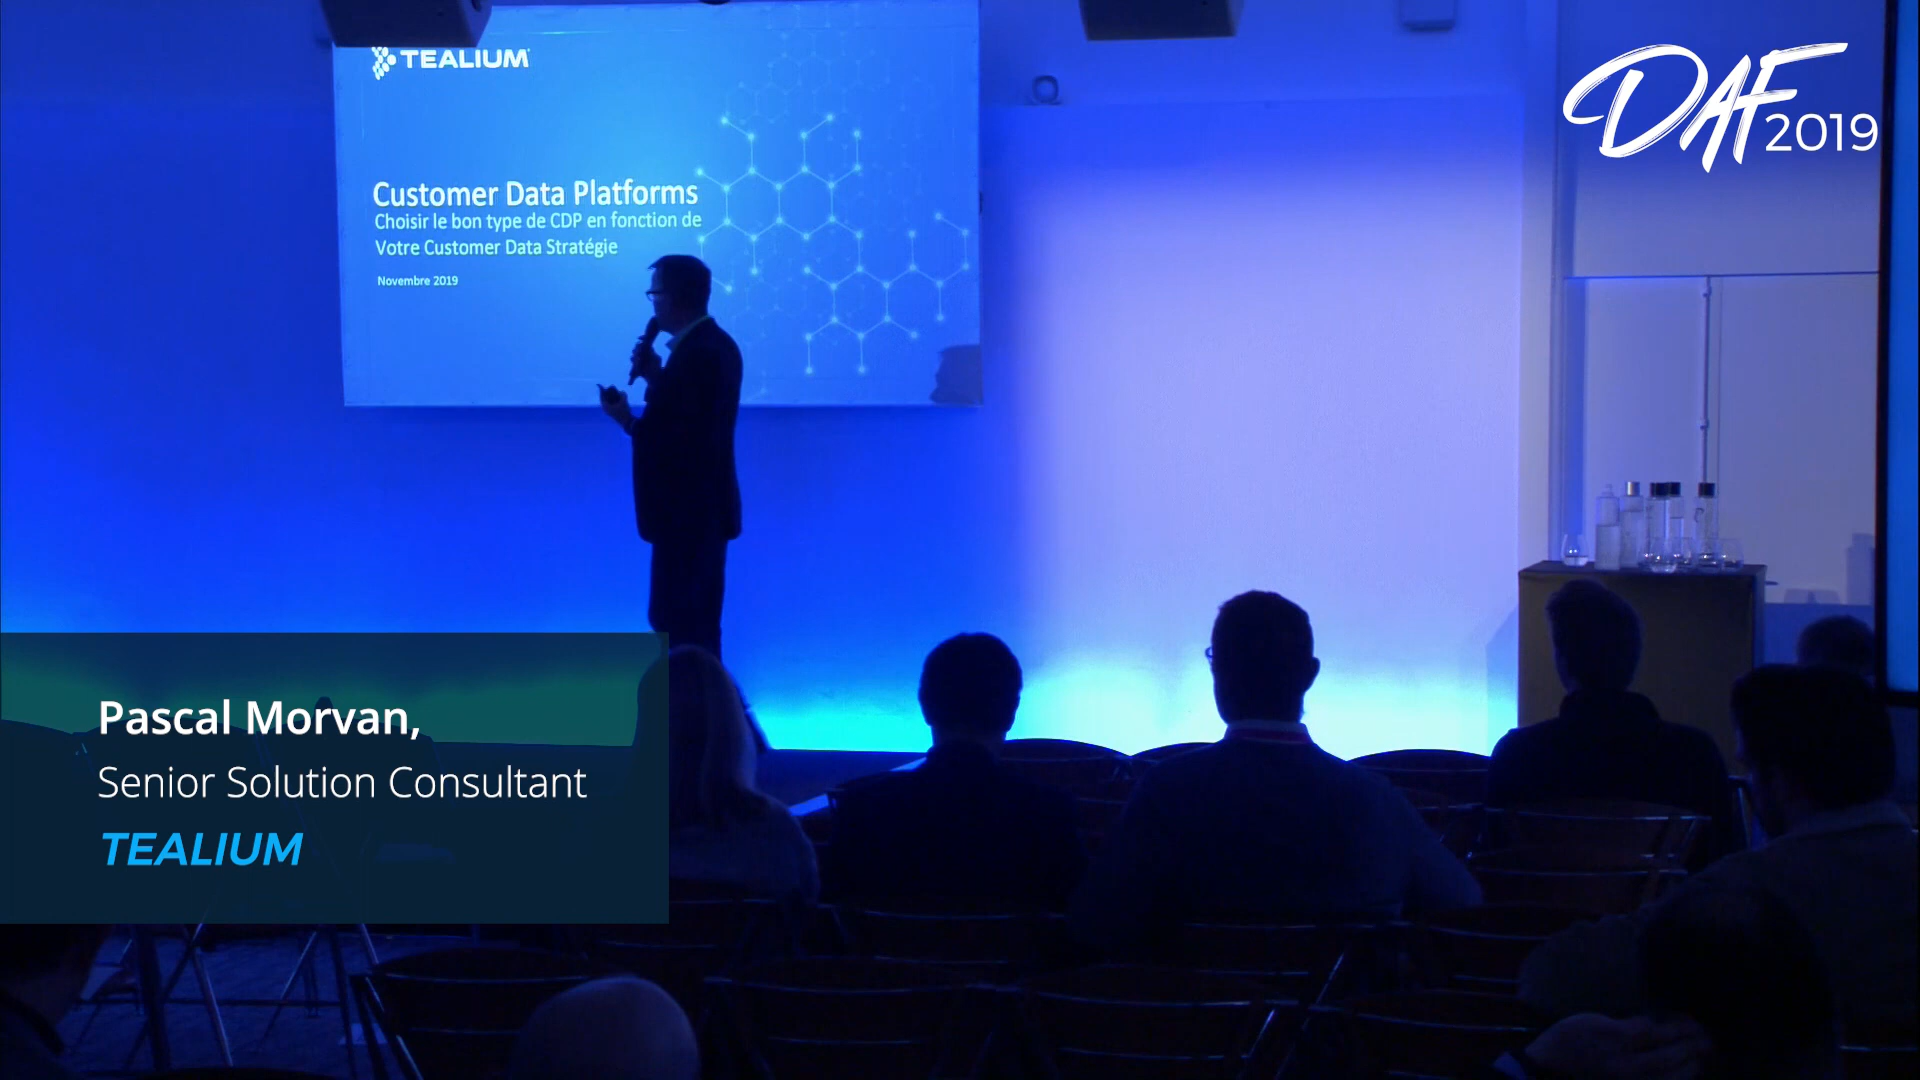 TEALIUM
DAF 2019
Customer Data Platforms
Choisir le bon type de CDP en fonction de
Votre Customer Data Stratégie
Novembre 2019
Pascal Morvan,
Senior Solution Consultant
TEALIUM